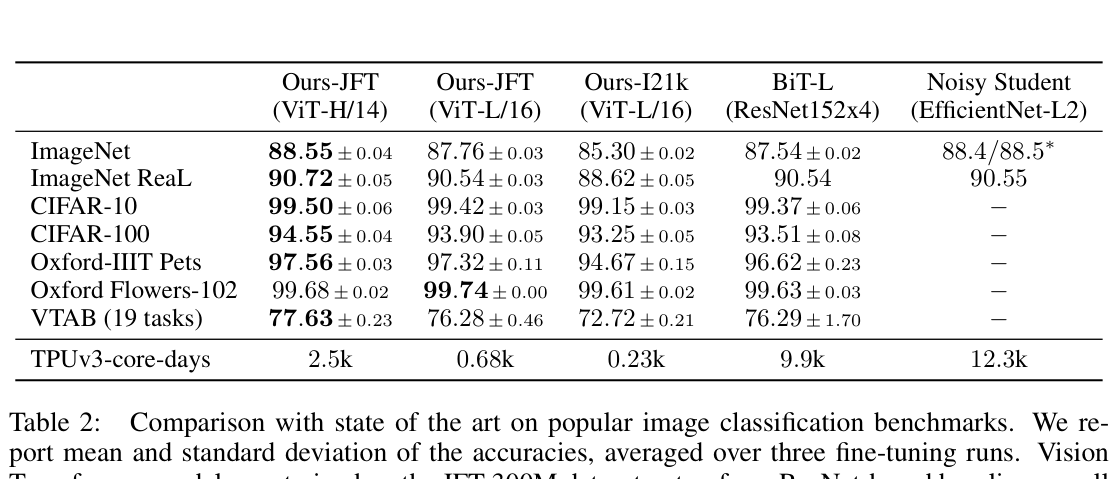 Ours-JFT Ours-JFT Ours-I21k BiT-L Noisy Student
(ViT-H/14) (ViT-L/16) (ViT-L/16) (ResNet152x4) (EfficientNet-L2)
ImageNet 88.55 ± 0.04 87.76 ± 0.03 85.30 ± 0.02 87.54 ± 0.02 88.4/88.5*
ImageNet ReaL 90.72 ± 0.05 90.54 ± 0.03 88.62 ± 0.05 90.54 90.55
CIFAR-10 99.50 ± 0.06 99.42 ± 0.03 99.15 ± 0.03 99.37 ± 0.06 −
CIFAR-100 94.55 ± 0.04 93.90 ± 0.05 93.25 ± 0.05 93.51 ± 0.08 −
Oxford-IIIT Pets 97.56 ± 0.03 97.32 ± 0.11 94.67 ± 0.15 96.62 ± 0.23 −
Oxford Flowers-102 99.68 ± 0.02 99.74 ± 0.00 99.61 ± 0.02 99.63 ± 0.03 −
VTAB (19 tasks) 77.63 ± 0.23 76.28 ± 0.46 72.72 ± 0.21 76.29 ± 1.70 −
TPUv3-core-days 2.5k 0.68k 0.23k 9.9k 12.3k
Table 2: Comparison with state of the art on popular image classification benchmarks. We re-
port mean and standard deviation of the accuracies, averaged over three fine-tuning runs. Vision